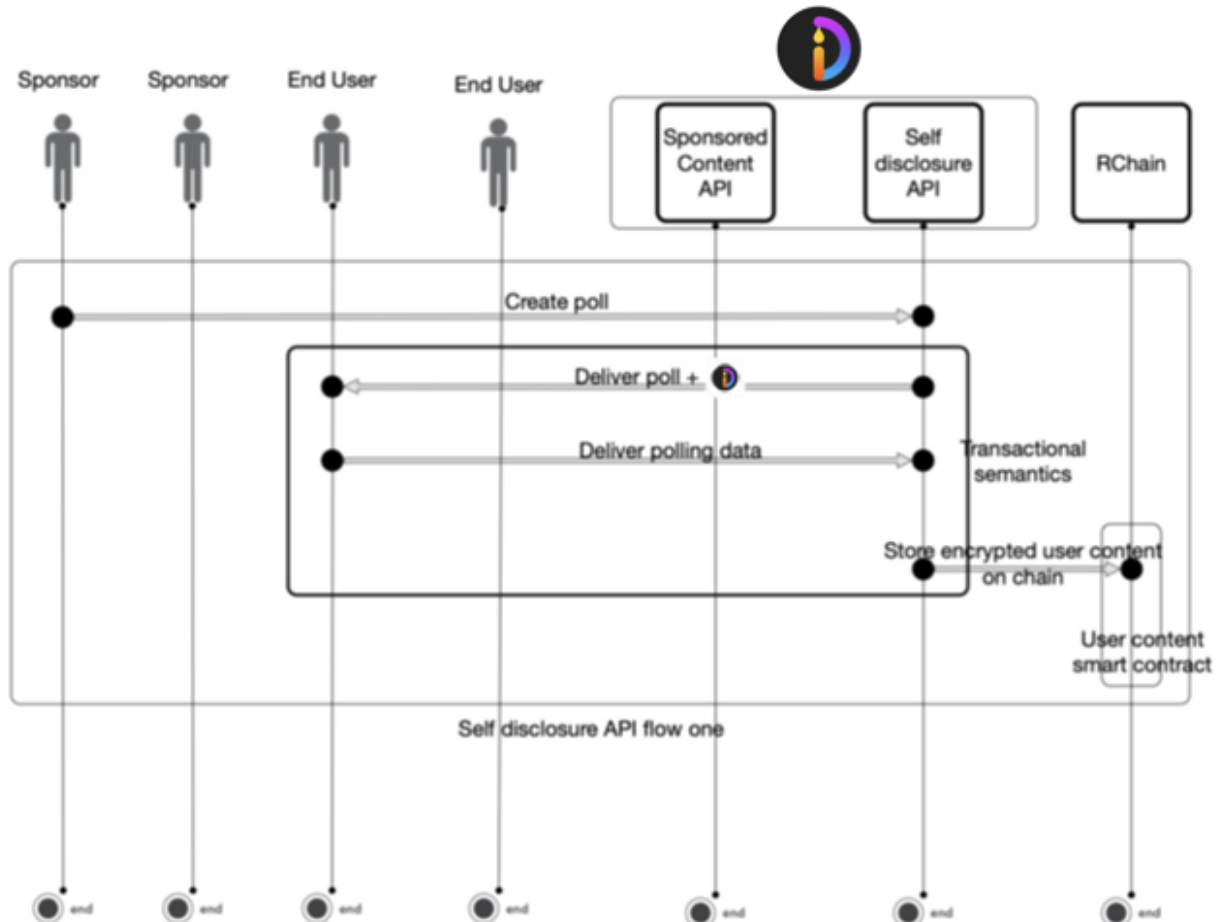 Sponsor
Sponsor
End User
End User
Sponsored
Content
API
Self
disclosure
API
RChain
Create poll
Deliver poll +
Deliver polling data
Transactional
semantics
Store encrypted user content
on chain
User content
smart contract
Self disclosure API flow one
end
end
end
end
end
end
end